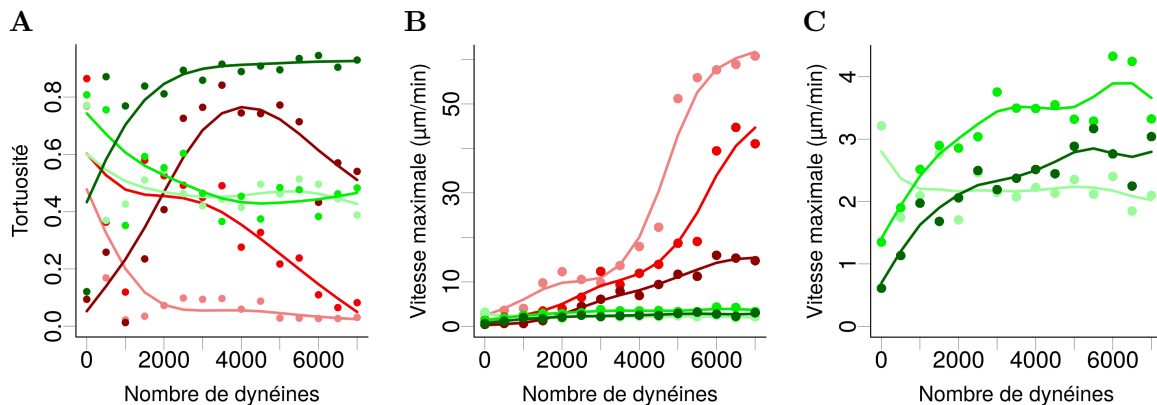 A
B
C
Tortuosité
0.0 0.2 0.4 0.6 0.8
0 2000 4000 6000
Nombre de dynéines
Vitesse maximale (µm/min)
0 10 30 50
0 2000 4000 6000
Nombre de dynéines
Vitesse maximale (µm/min)
0 1 2 3 4
0 2000 4000 6000
Nombre de dynéines